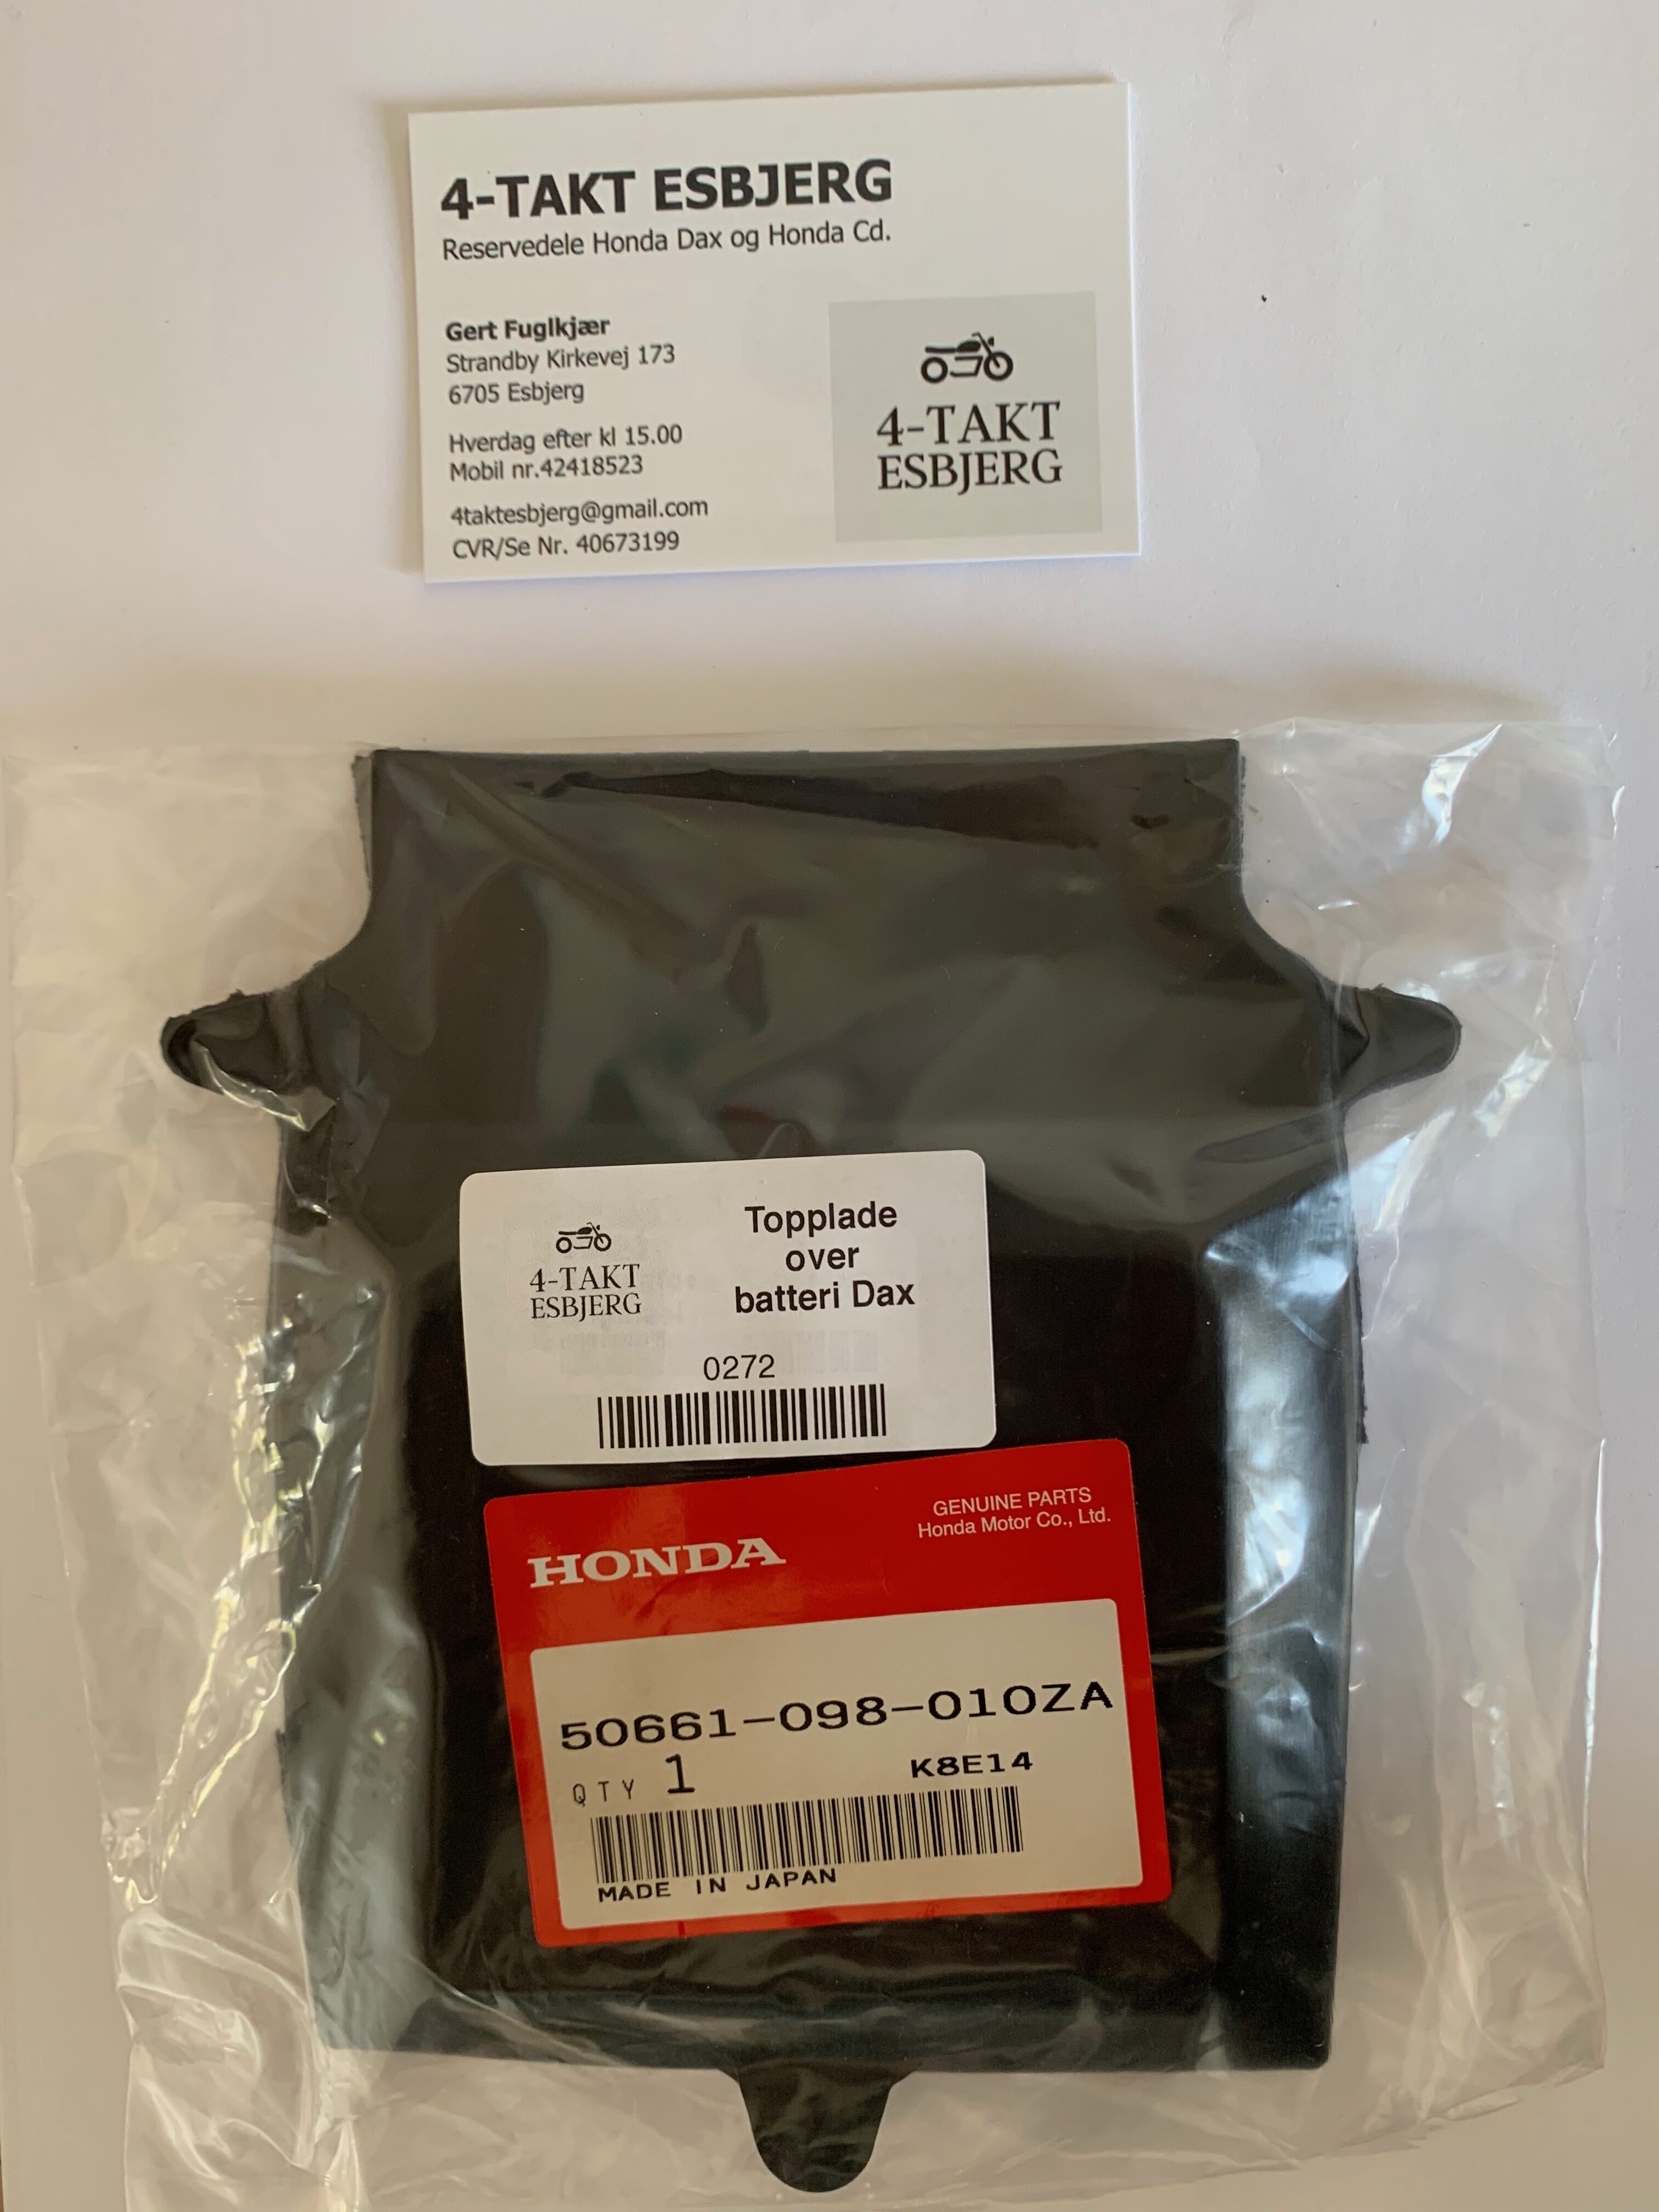 4-TAKT ESBJERG
Reservedele Honda Dax og Honda Cd.
Gert Fuglkjær
Strandby Kirkevej 173
6705 Esbjerg
Hverdag efter kl 15.00
Mobil nr.42418523
4taktesbjerg@gmail.com
CVR/Se Nr. 40673199
4-TAKT
ESBJERG
4-TAKT
ESBJERG
Topplade
over
batteri Dax
0272
GENUINE PARTS
Honda Motor Co., Ltd.
HONDA
50661-098-010ZA
QTY 1
K8E14
MADE IN JAPAN